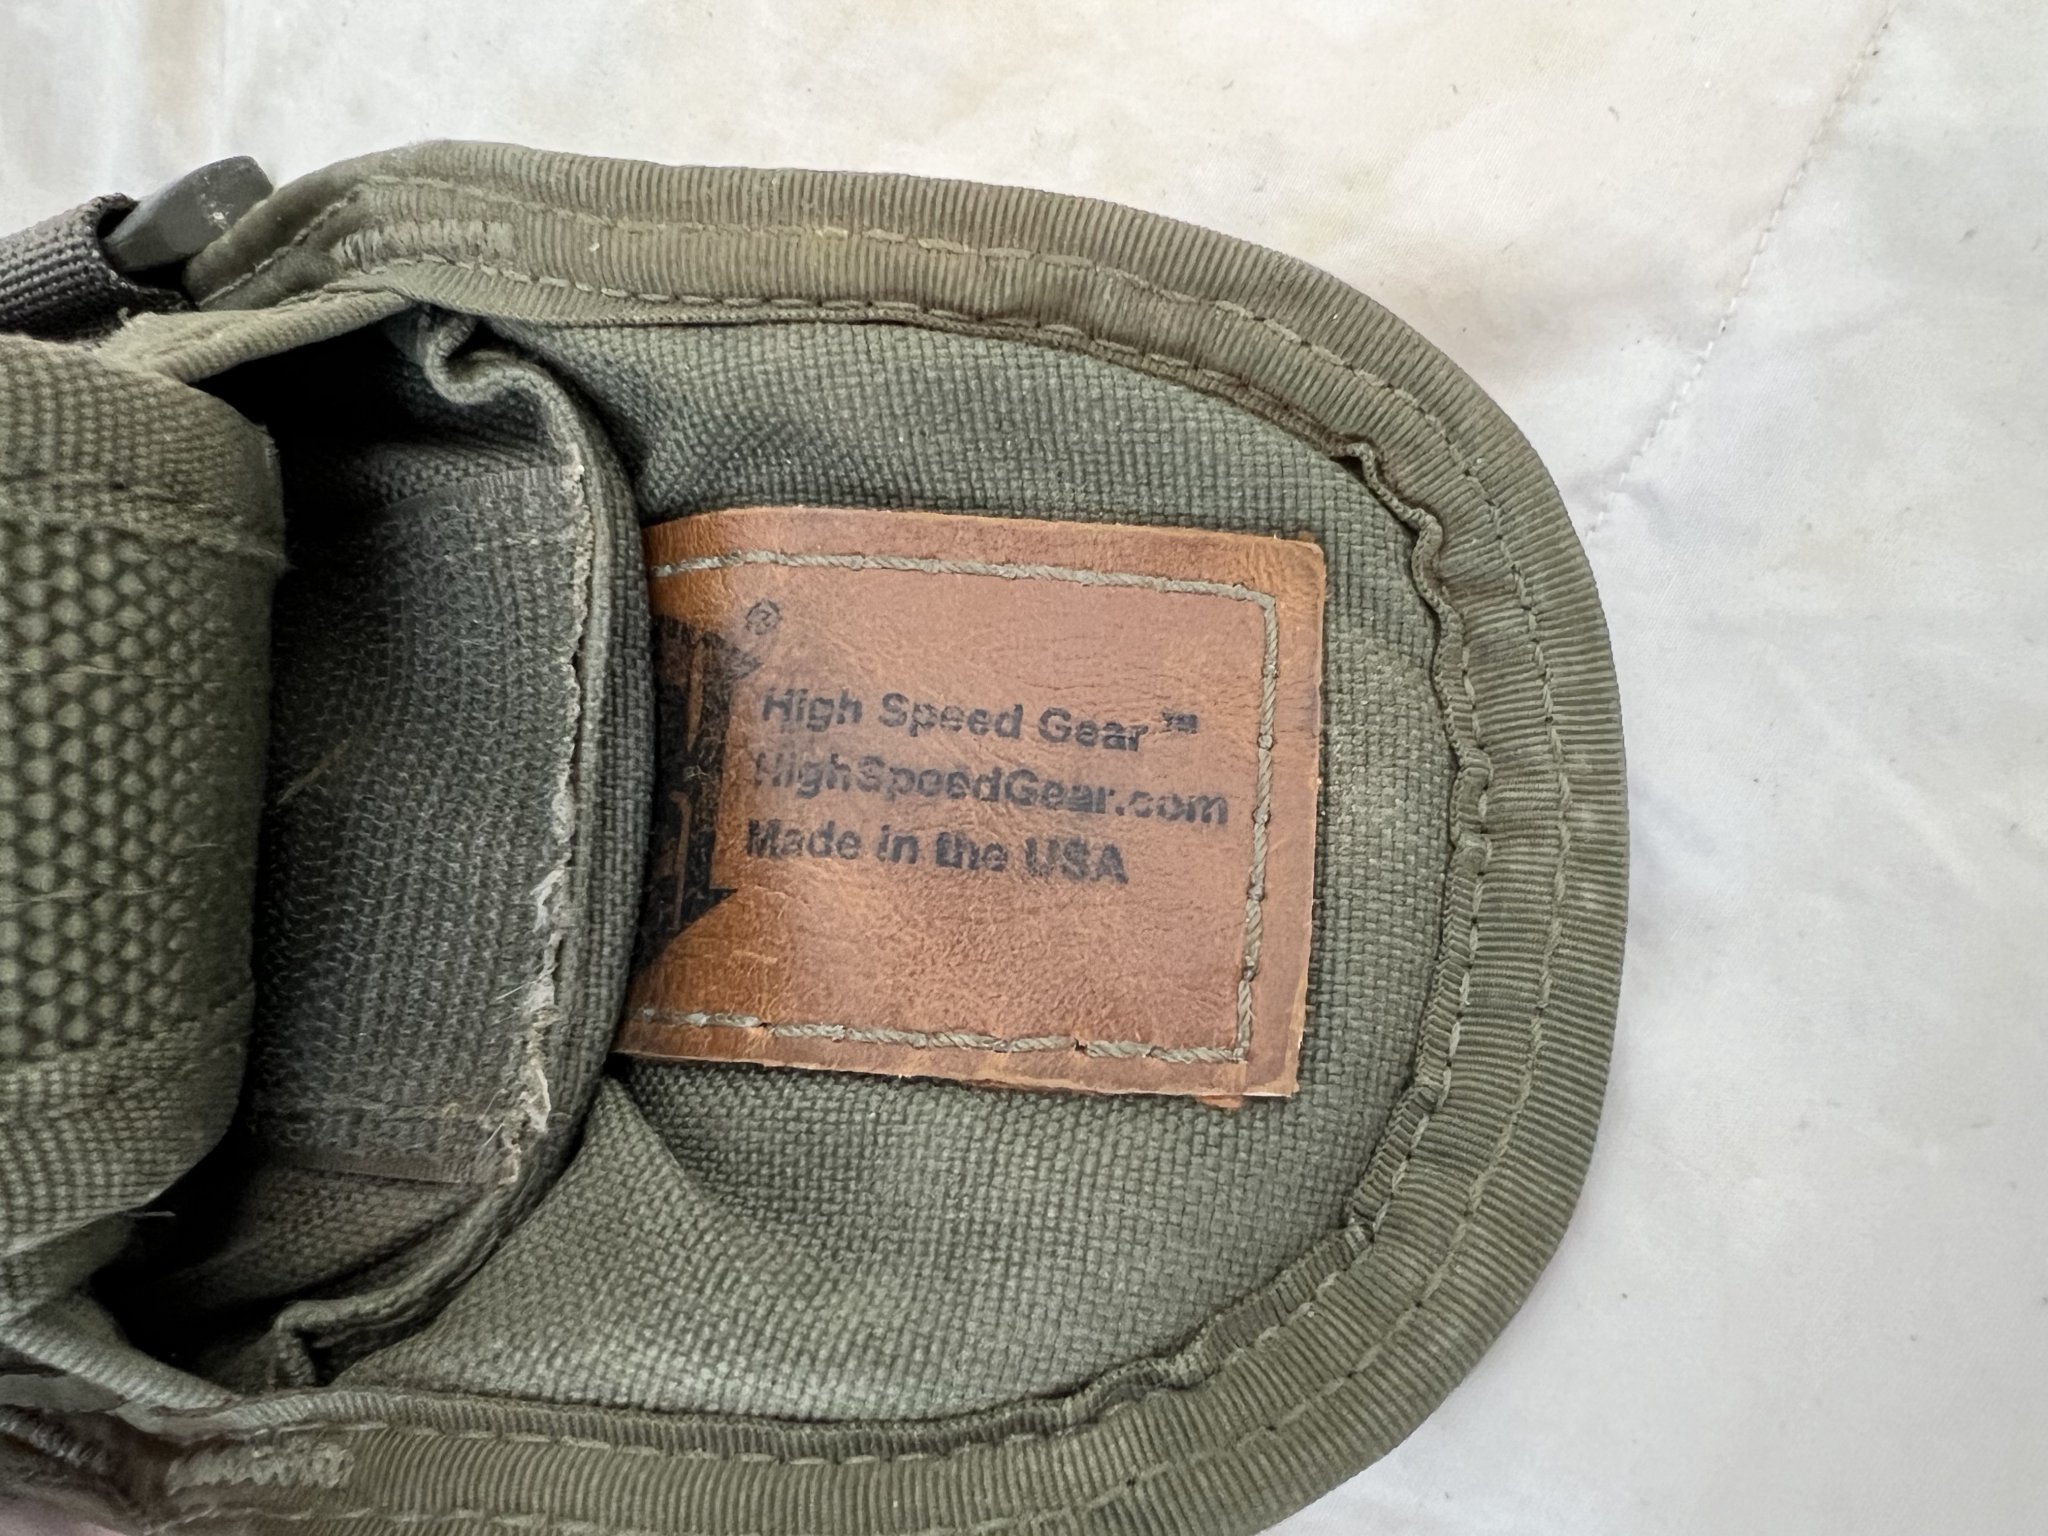 ®
High Speed Gear™
HighSpeedGear.com
Made in the USA